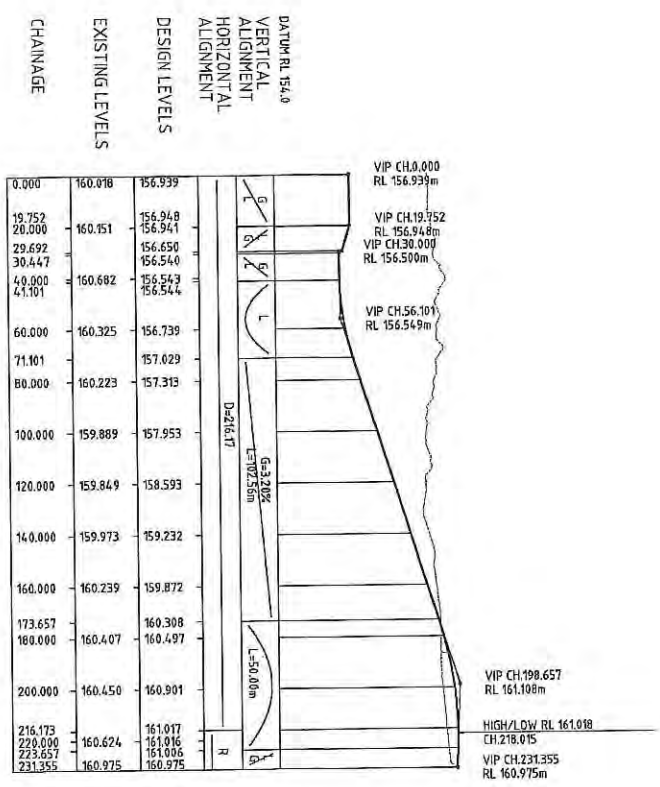 DATUM RL 154.0
VERTICAL
ALIGNMENT
HORIZONTAL
ALIGNMENT
DESIGN LEVELS
EXISTING LEVELS
CHAINAGE
VIP CH.0.000
RL 156.939m
VIP CH.19.752
RL 156.948m
VIP CH.30.000
RL 156.500m
VIP CH.56.101
RL 156.549m
VIP CH.198.657
RL 161.108m
HIGH/LOW RL 161.018
CH.218.015
VIP CH.231.355
RL 160.975m
G
L
G
L
G
L
L
G=3.20%
L=102.56m
L=50.00m
G
L
D=216.17
R
0.000 160.018 156.939
19.752 156.948
20.000 160.151 156.941
29.692 156.650
30.447 156.540
40.000 160.682 156.543
41.101 156.544
60.000 160.325 156.739
71.101 157.029
80.000 160.223 157.313
100.000 159.889 157.953
120.000 159.849 158.593
140.000 159.973 159.232
160.000 160.239 159.872
173.657 160.308
180.000 160.407 160.497
200.000 160.450 160.901
216.173 161.017
220.000 160.624 161.016
223.657 161.006
231.355 160.975 160.975